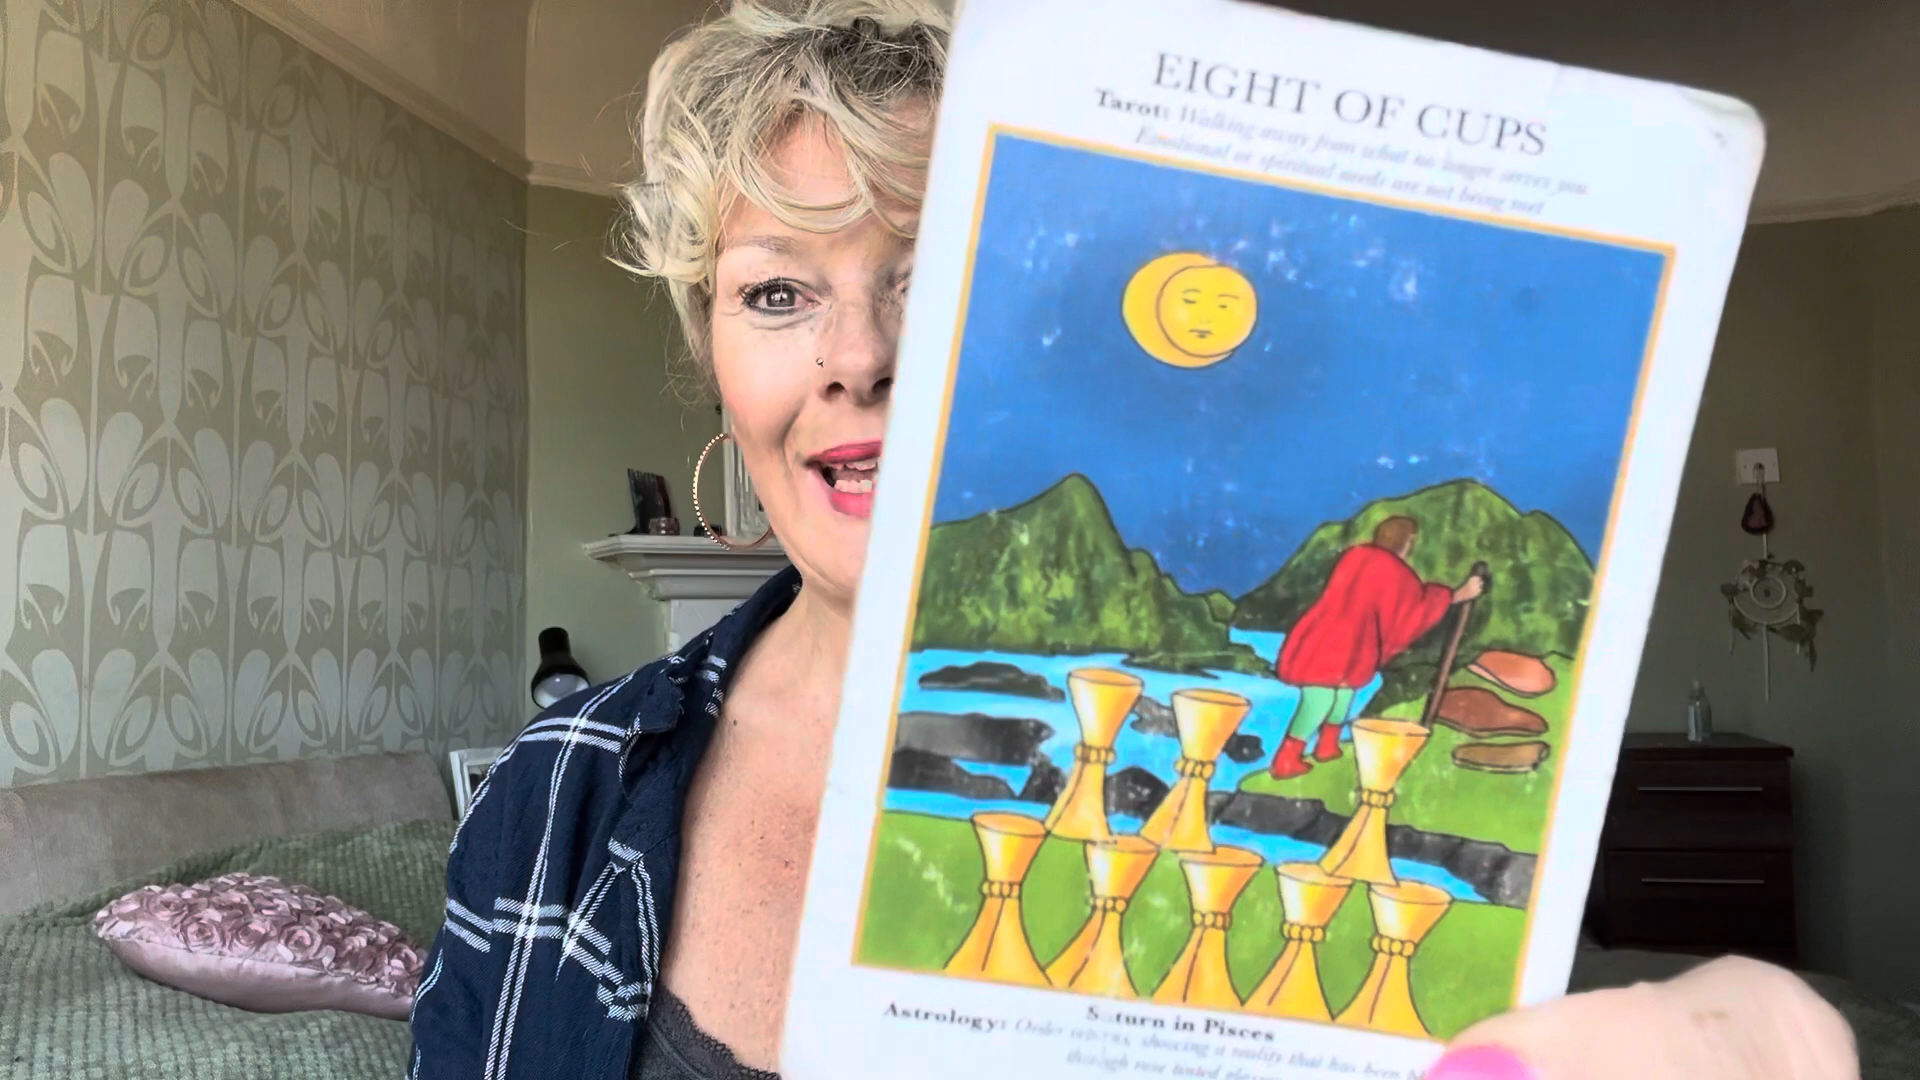 EIGHT OF CUPS
Tarot: Walking away from what no longer serves you.
Emotional or spiritual needs are not being met
Saturn in Pisces
Astrology: Order returns, showing a reality that has been
through rose tinted glasses